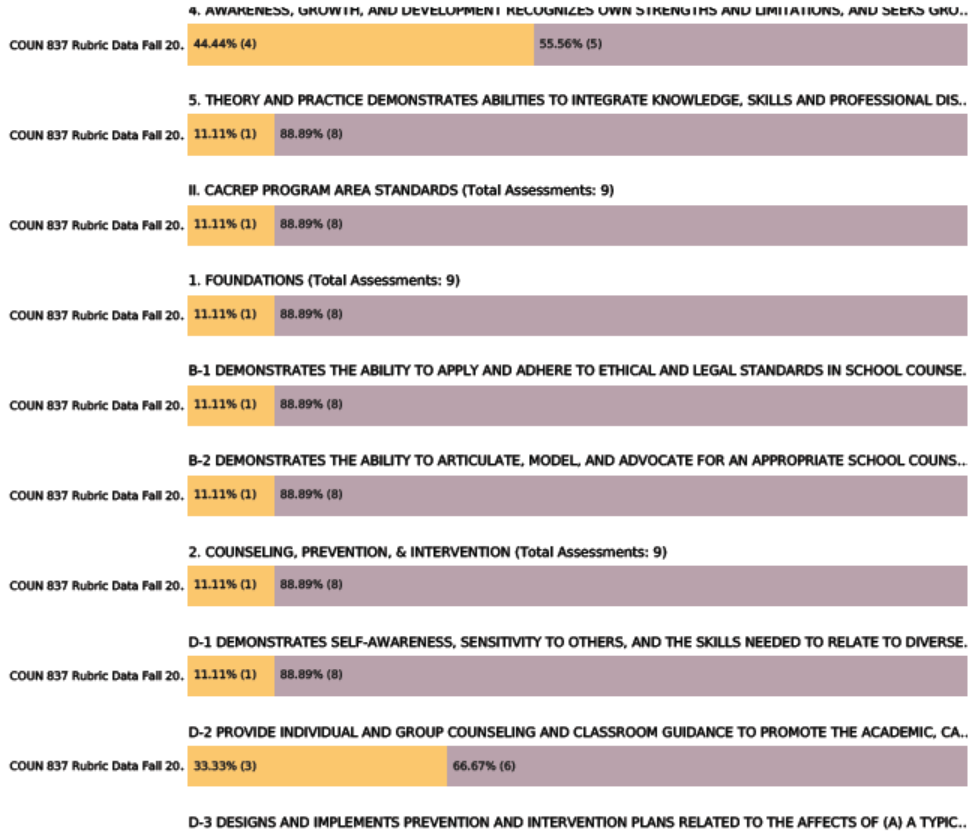 4. AWARENESS, GROWTH, AND DEVELOPMENT RECOGNIZES OWN STRENGTHS AND LIMITATIONS, AND SEEKS GRO..
COUN 837 Rubric Data Fall 20. 44.44% (4) 55.56% (5)
5. THEORY AND PRACTICE DEMONSTRATES ABILITIES TO INTEGRATE KNOWLEDGE, SKILLS AND PROFESSIONAL DIS..
COUN 837 Rubric Data Fall 20. 11.11% (1) 88.89% (8)
II. CACREP PROGRAM AREA STANDARDS (Total Assessments: 9)
COUN 837 Rubric Data Fall 20. 11.11% (1) 88.89% (8)
1. FOUNDATIONS (Total Assessments: 9)
COUN 837 Rubric Data Fall 20. 11.11% (1) 88.89% (8)
B-1 DEMONSTRATES THE ABILITY TO APPLY AND ADHERE TO ETHICAL AND LEGAL STANDARDS IN SCHOOL COUNSE.
COUN 837 Rubric Data Fall 20. 11.11% (1) 88.89% (8)
B-2 DEMONSTRATES THE ABILITY TO ARTICULATE, MODEL, AND ADVOCATE FOR AN APPROPRIATE SCHOOL COUNS..
COUN 837 Rubric Data Fall 20. 11.11% (1) 88.89% (8)
2. COUNSELING, PREVENTION, & INTERVENTION (Total Assessments: 9)
COUN 837 Rubric Data Fall 20. 11.11% (1) 88.89% (8)
D-1 DEMONSTRATES SELF-AWARENESS, SENSITIVITY TO OTHERS, AND THE SKILLS NEEDED TO RELATE TO DIVERSE.
COUN 837 Rubric Data Fall 20. 11.11% (1) 88.89% (8)
D-2 PROVIDE INDIVIDUAL AND GROUP COUNSELING AND CLASSROOM GUIDANCE TO PROMOTE THE ACADEMIC, CA..
COUN 837 Rubric Data Fall 20. 33.33% (3) 66.67% (6)
D-3 DESIGNS AND IMPLEMENTS PREVENTION AND INTERVENTION PLANS RELATED TO THE AFFECTS OF (A) A TYPIC..